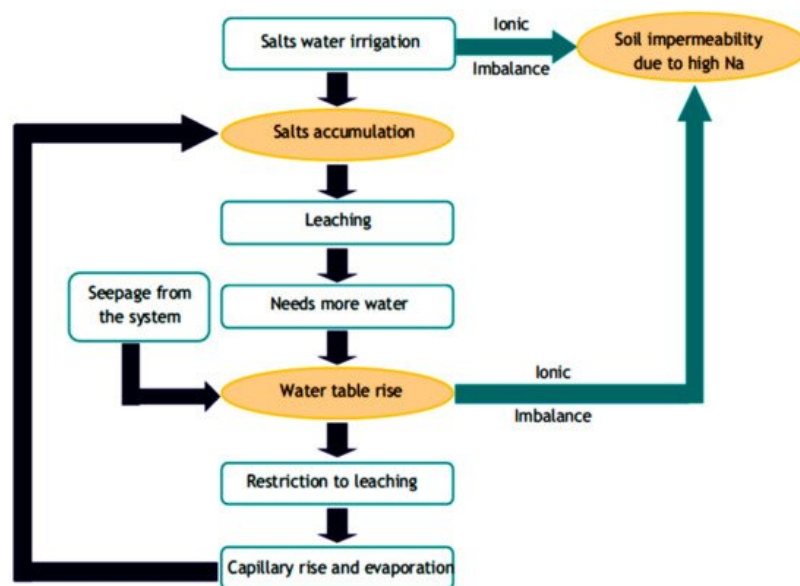 Salts water irrigation
Ionic
Imbalance
Soil impermeability
due to high Na
Salts accumulation
Leaching
Seepage from
the system
Needs more water
Water table rise
Ionic
Imbalance
Restriction to leaching
Capillary rise and evaporation